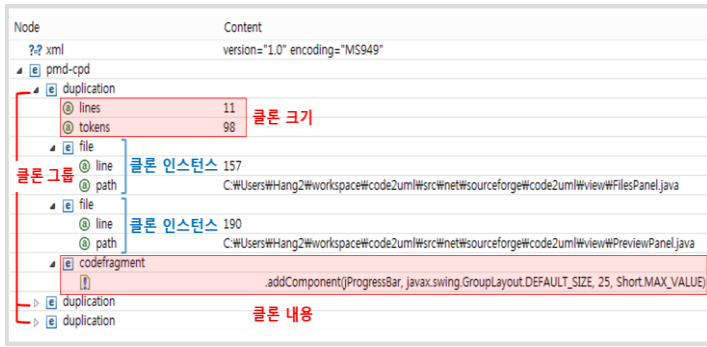 Node Content
?=? xml version="1.0" encoding="MS949"
e pmd-cpd
e duplication
a lines 11
클론 크기
a tokens 98
e file
클론 그룹
a line 클론 인스턴스 157
a path C:₩Users₩Hang2₩workspace₩code2uml₩src₩net₩sourceforge₩code2uml₩view₩FilesPanel.java
e file
a line 클론 인스턴스 190
a path C:₩Users₩Hang2₩workspace₩code2uml₩src₩net₩sourceforge₩code2uml₩view₩PreviewPanel.java
e codefragment
.addComponent(jProgressBar, javax.swing.GroupLayout.DEFAULT_SIZE, 25, Short.MAX_VALUE)
e duplication
클론 내용
e duplication